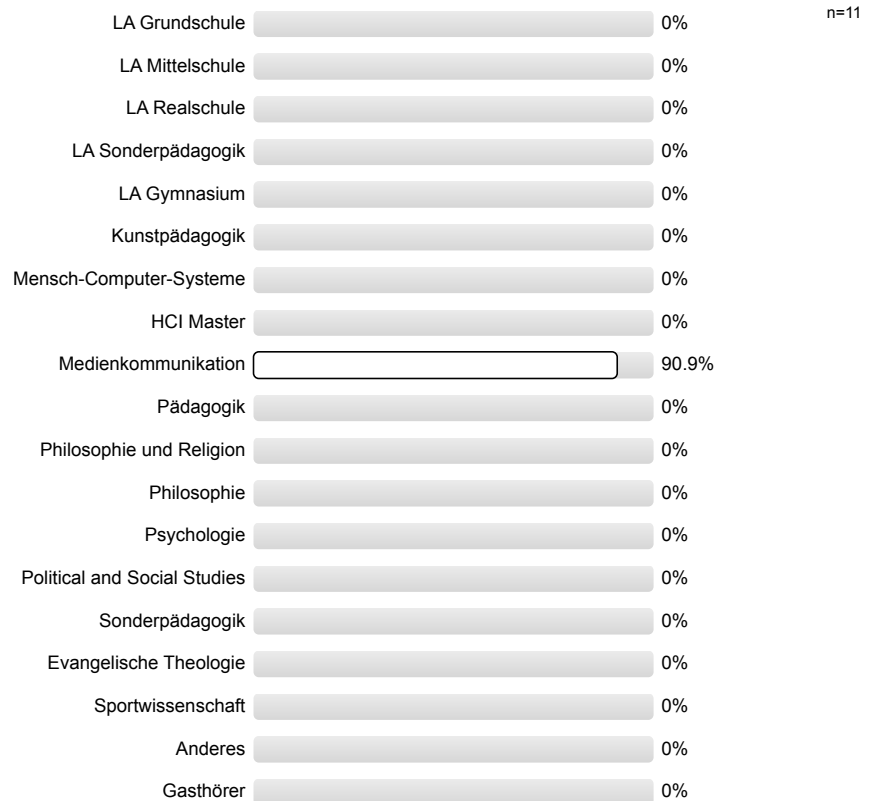 n=11
LA Grundschule 0%
LA Mittelschule 0%
LA Realschule 0%
LA Sonderpädagogik 0%
LA Gymnasium 0%
Kunstpädagogik 0%
Mensch-Computer-Systeme 0%
HCI Master 0%
Medienkommunikation 90.9%
Pädagogik 0%
Philosophie und Religion 0%
Philosophie 0%
Psychologie 0%
Political and Social Studies 0%
Sonderpädagogik 0%
Evangelische Theologie 0%
Sportwissenschaft 0%
Anderes 0%
Gasthörer 0%